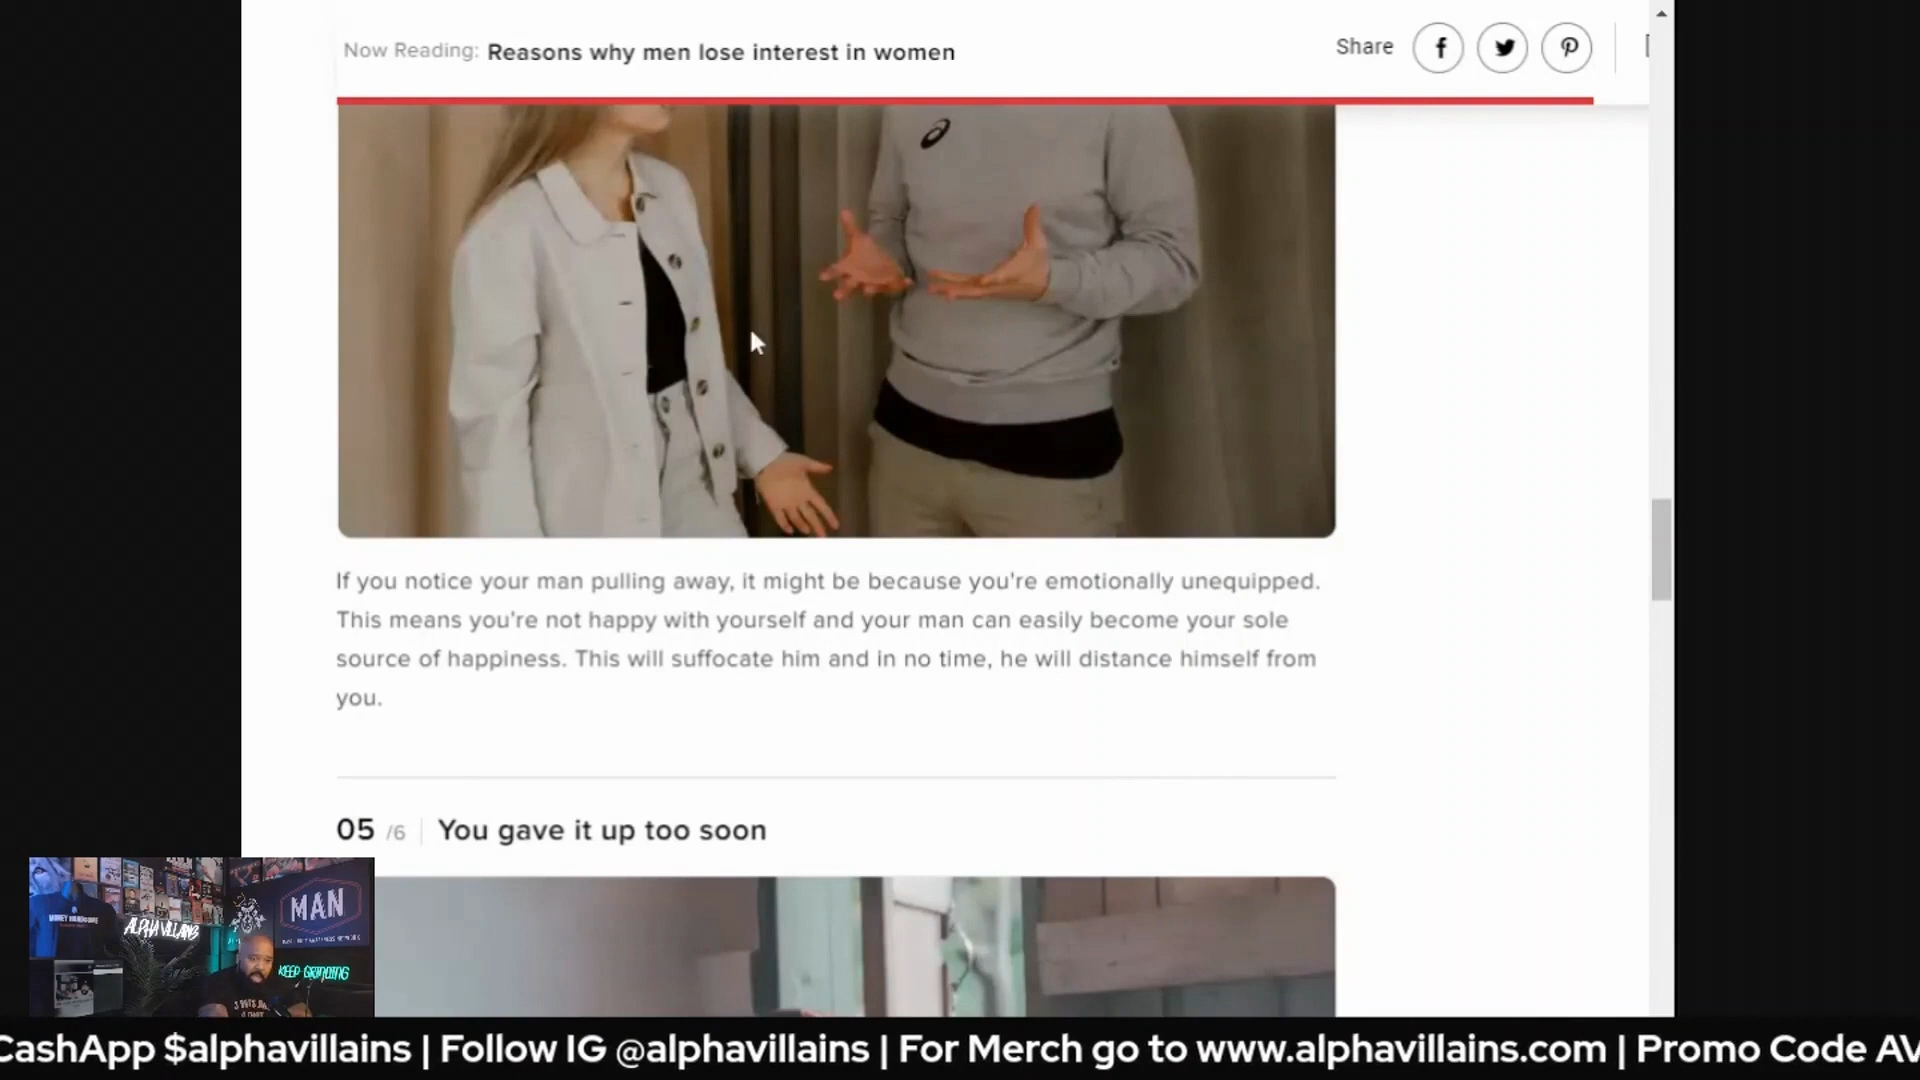 Now Reading: Reasons why men lose interest in women
Share
If you notice your man pulling away, it might be because you're emotionally unequipped.
This means you're not happy with yourself and your man can easily become your sole
source of happiness. This will suffocate him and in no time, he will distance himself from
you.
05 /6 You gave it up too soon
MAN
ALPHA VILLAINS
KEEP GRINDING
CashApp $alphavillains | Follow IG @alphavillains | For Merch go to www.alphavillains.com | Promo Code AV